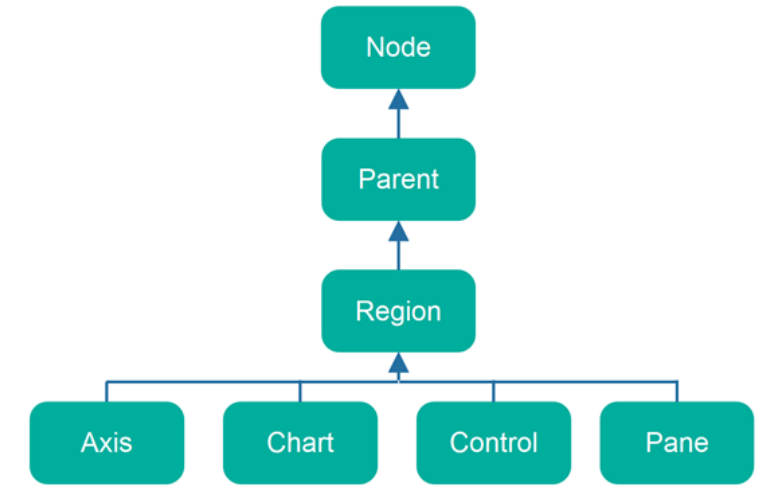 Node
Parent
Region
Axis
Chart
Control
Pane